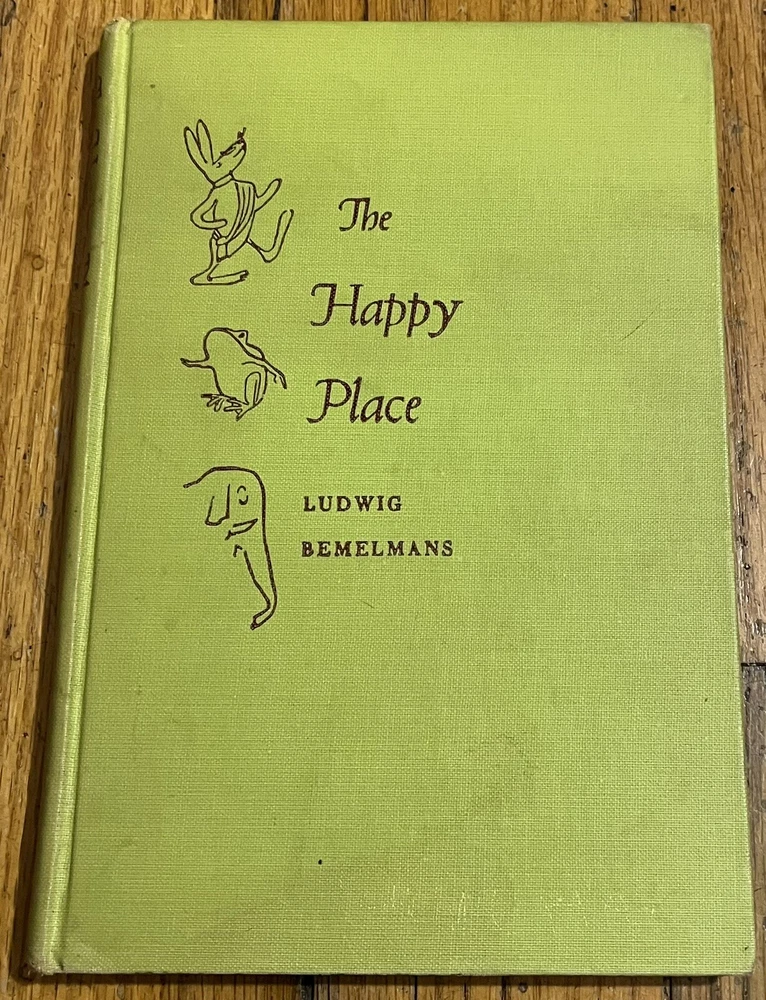 The
Happy
Place
LUDWIG
BEMELMANS